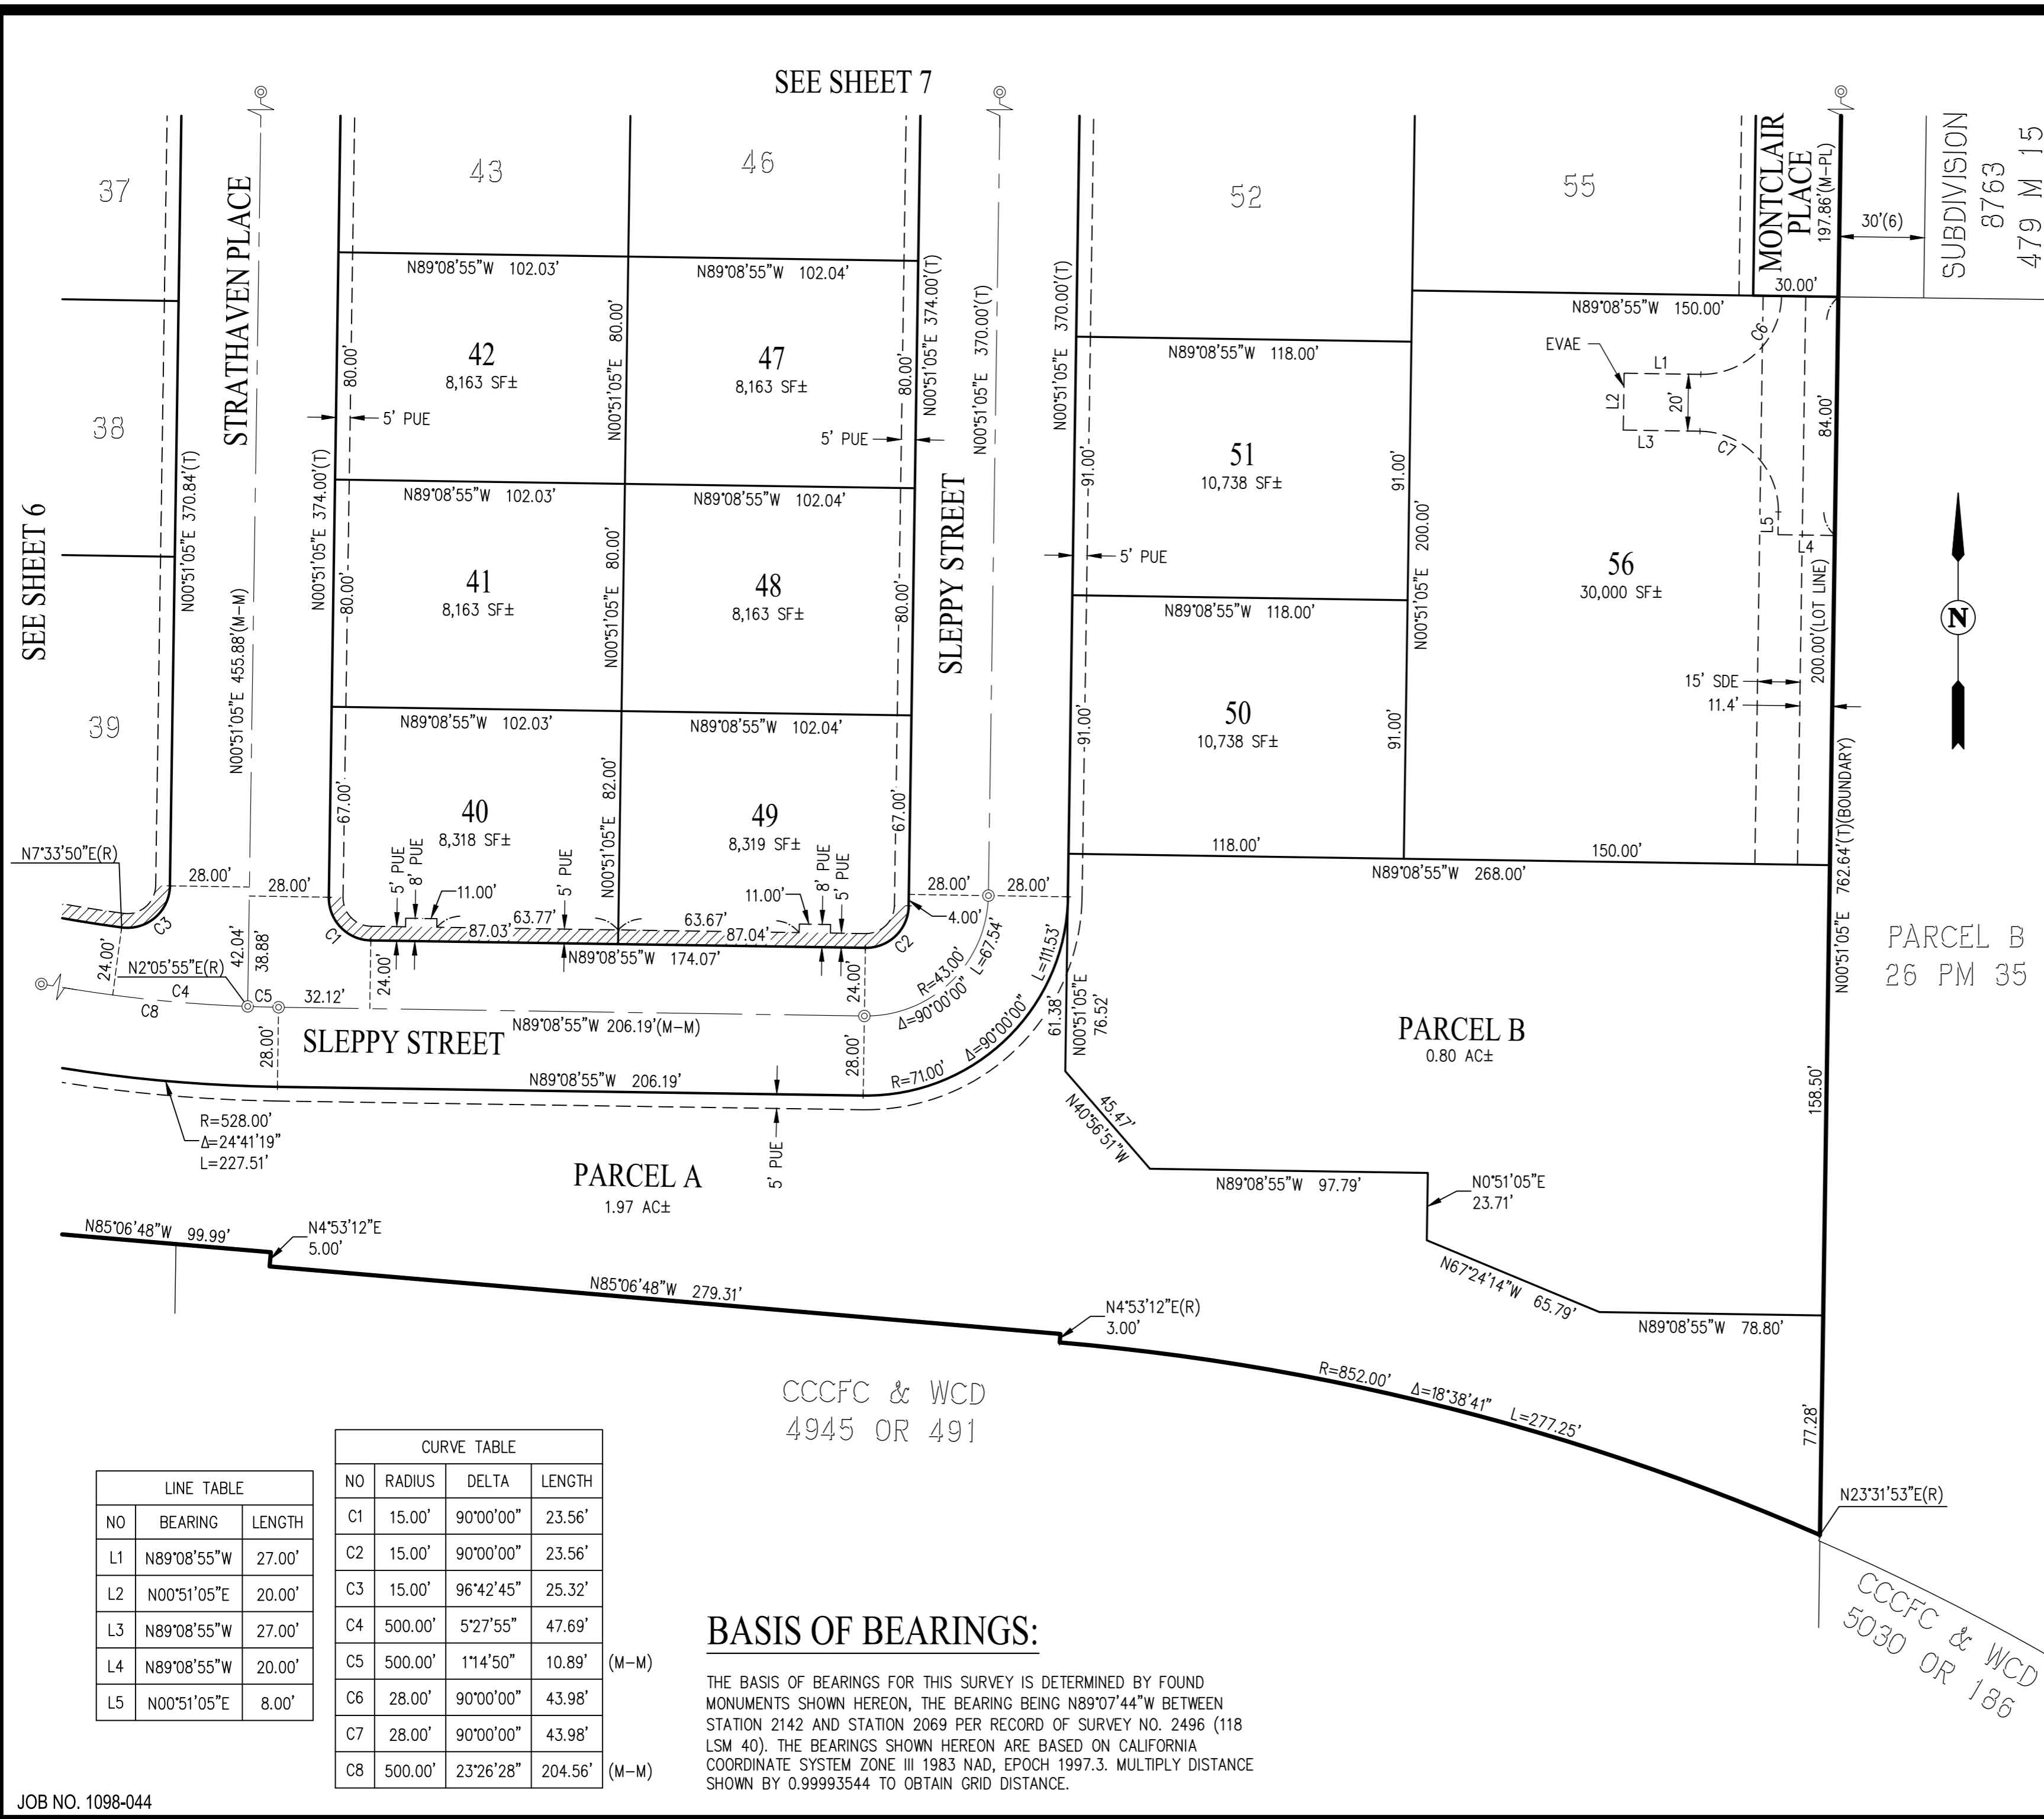 SEE SHEET 7
SEE SHEET 6
37
38
39
STRATHAVEN PLACE
43
46
52
55
MONTCLAIR
PLACE
197.86'(M-PL)
30'(6)
SUBDIVISION
8763
479 M 15
30.00'
N89°08'55"W 102.03'
N89°08'55"W 102.04'
N00°51'05"E 374.00'(T)
N00°51'05"E 370.00'(T)
N00°51'05"E 370.00'(T)
N89°08'55"W 150.00'
C6
EVAE
L1
L2
20'
L3
C7
L5
L4
84.00'
80.00'
42
8,163 SF±
N00°51'05"E 80.00'
47
8,163 SF±
80.00'
5' PUE
5' PUE
N89°08'55"W 118.00'
51
10,738 SF±
91.00'
91.00'
N00°51'05"E 200.00'
5' PUE
N00°51'05"E 370.84'(T)
N00°51'05"E 374.00'(T)
N89°08'55"W 102.03'
N89°08'55"W 102.04'
SLEPPY STREET
N00°51'05"E 455.88'(M-M)
80.00'
41
8,163 SF±
N00°51'05"E 80.00'
48
8,163 SF±
80.00'
56
30,000 SF±
200.00'(LOT LINE)
15' SDE
11.4'
N
N89°08'55"W 118.00'
50
10,738 SF±
91.00'
91.00'
N89°08'55"W 102.03'
N89°08'55"W 102.04'
67.00'
40
8,318 SF±
N00°51'05"E 82.00'
49
8,319 SF±
67.00'
118.00'
150.00'
N89°08'55"W 268.00'
N00°51'05"E 762.64'(T)(BOUNDARY)
PARCEL B
26 PM 35
N7°33'50"E(R)
28.00'
28.00'
5' PUE
8' PUE
11.00'
5' PUE
63.77'
63.67'
11.00'
8' PUE
5' PUE
28.00'
28.00'
4.00'
C3
C1
87.03'
87.04'
C2
N89°08'55"W 174.07'
24.00'
42.04'
38.88'
24.00'
24.00'
N2°05'55"E(R)
C4
C5
C8
32.12'
N89°08'55"W 206.19'(M-M)
R=43.00'
L=67.54'
Δ=90°00'00"
L=111.53'
Δ=90°00'00"
R=71.00'
61.38'
N00°51'05"E
76.52'
SLEPPY STREET
28.00'
28.00'
N89°08'55"W 206.19'
5' PUE
R=528.00'
Δ=24°41'19"
L=227.51'
PARCEL B
0.80 AC±
158.50'
45.47'
N40°56'51"W
N89°08'55"W 97.79'
N0°51'05"E
23.71'
N67°24'14"W 65.79'
N89°08'55"W 78.80'
PARCEL A
1.97 AC±
N85°06'48"W 99.99'
N4°53'12"E
5.00'
N85°06'48"W 279.31'
N4°53'12"E(R)
3.00'
R=852.00' Δ=18°38'41" L=277.25'
77.28'
N23°31'53"E(R)
CCCFC & WCD
4945 OR 491
CCCFC & WCD
5030 OR 186
LINE TABLE
NO BEARING LENGTH
L1 N89°08'55"W 27.00'
L2 N00°51'05"E 20.00'
L3 N89°08'55"W 27.00'
L4 N89°08'55"W 20.00'
L5 N00°51'05"E 8.00'
CURVE TABLE
NO RADIUS DELTA LENGTH
C1 15.00' 90°00'00" 23.56'
C2 15.00' 90°00'00" 23.56'
C3 15.00' 96°42'45" 25.32'
C4 500.00' 5°27'55" 47.69'
C5 500.00' 1°14'50" 10.89' (M-M)
C6 28.00' 90°00'00" 43.98'
C7 28.00' 90°00'00" 43.98'
C8 500.00' 23°26'28" 204.56' (M-M)
BASIS OF BEARINGS:
THE BASIS OF BEARINGS FOR THIS SURVEY IS DETERMINED BY FOUND
MONUMENTS SHOWN HEREON, THE BEARING BEING N89°07'44"W BETWEEN
STATION 2142 AND STATION 2069 PER RECORD OF SURVEY NO. 2496 (118
LSM 40). THE BEARINGS SHOWN HEREON ARE BASED ON CALIFORNIA
COORDINATE SYSTEM ZONE III 1983 NAD, EPOCH 1997.3. MULTIPLY DISTANCE
SHOWN BY 0.99993544 TO OBTAIN GRID DISTANCE.
JOB NO. 1098-044